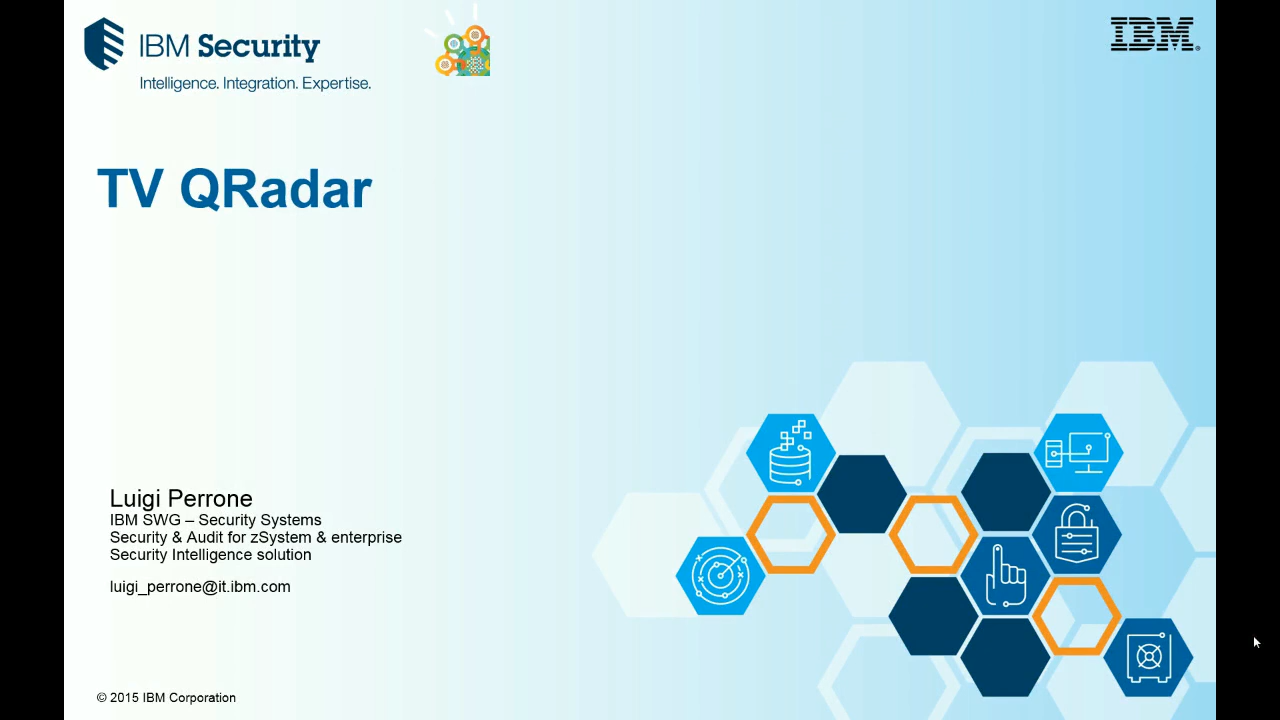 IBM Security
IBM®
Intelligence. Integration. Expertise.
TV QRadar
Luigi Perrone
IBM SWG – Security Systems
Security & Audit for zSystem & enterprise
Security Intelligence solution
luigi_perrone@it.ibm.com
© 2015 IBM Corporation